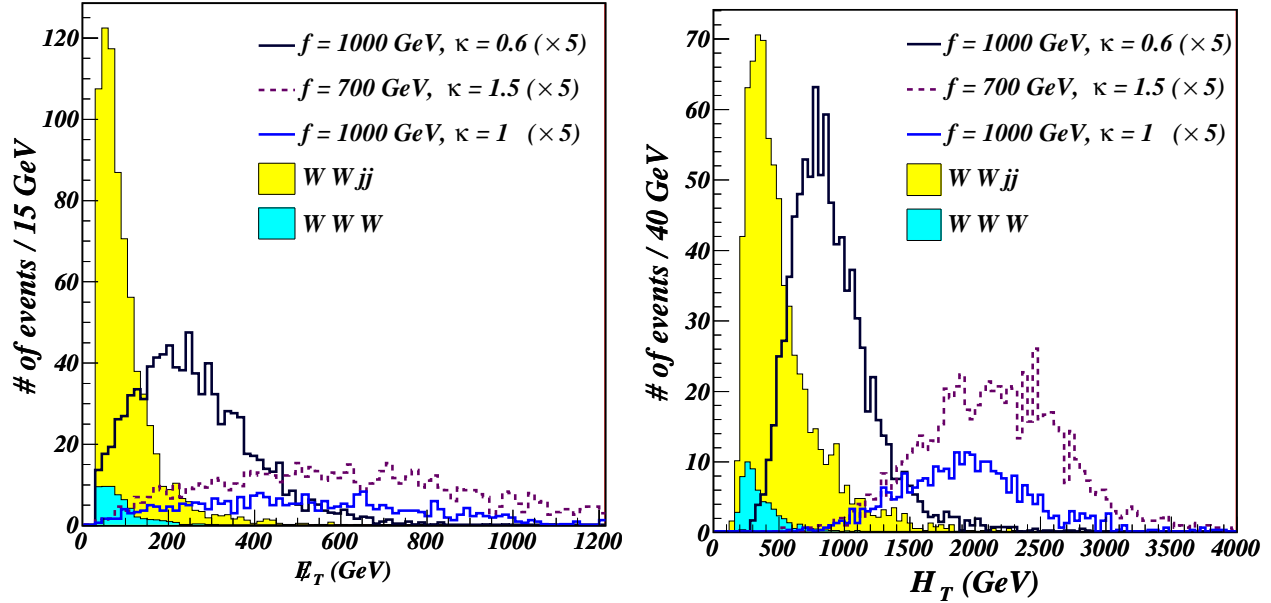 # of events / 15 GeV
120
100
80
60
40
20
0
f = 1000 GeV, κ = 0.6 (× 5)
f = 700 GeV, κ = 1.5 (× 5)
f = 1000 GeV, κ = 1 (× 5)
W W jj
W W W
0 200 400 600 800 1000 1200
E̸_T (GeV)
# of events / 40 GeV
70
60
50
40
30
20
10
0
f = 1000 GeV, κ = 0.6 (× 5)
f = 700 GeV, κ = 1.5 (× 5)
f = 1000 GeV, κ = 1 (× 5)
W W jj
W W W
0 500 1000 1500 2000 2500 3000 3500 4000
H_T (GeV)